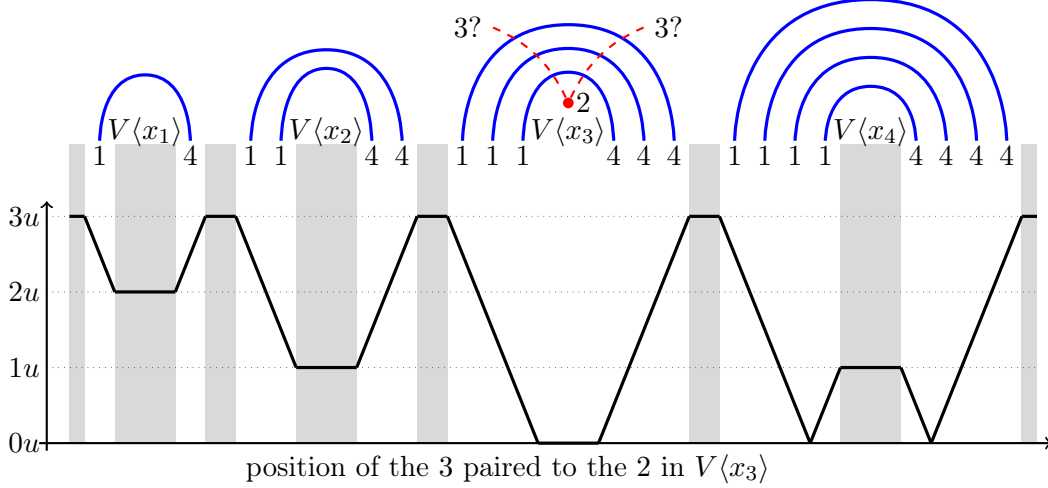 3? 3?
2
V⟨x₁⟩ V⟨x₂⟩ V⟨x₃⟩ V⟨x₄⟩
1 4 1 1 4 4 1 1 1 4 4 4 1 1 1 1 4 4 4 4
3u
2u
1u
0u
position of the 3 paired to the 2 in V⟨x₃⟩